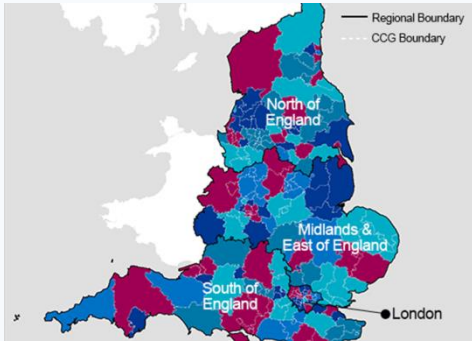 Regional Boundary
CCG Boundary
North of
England
Midlands &
East of England
South of
England
London